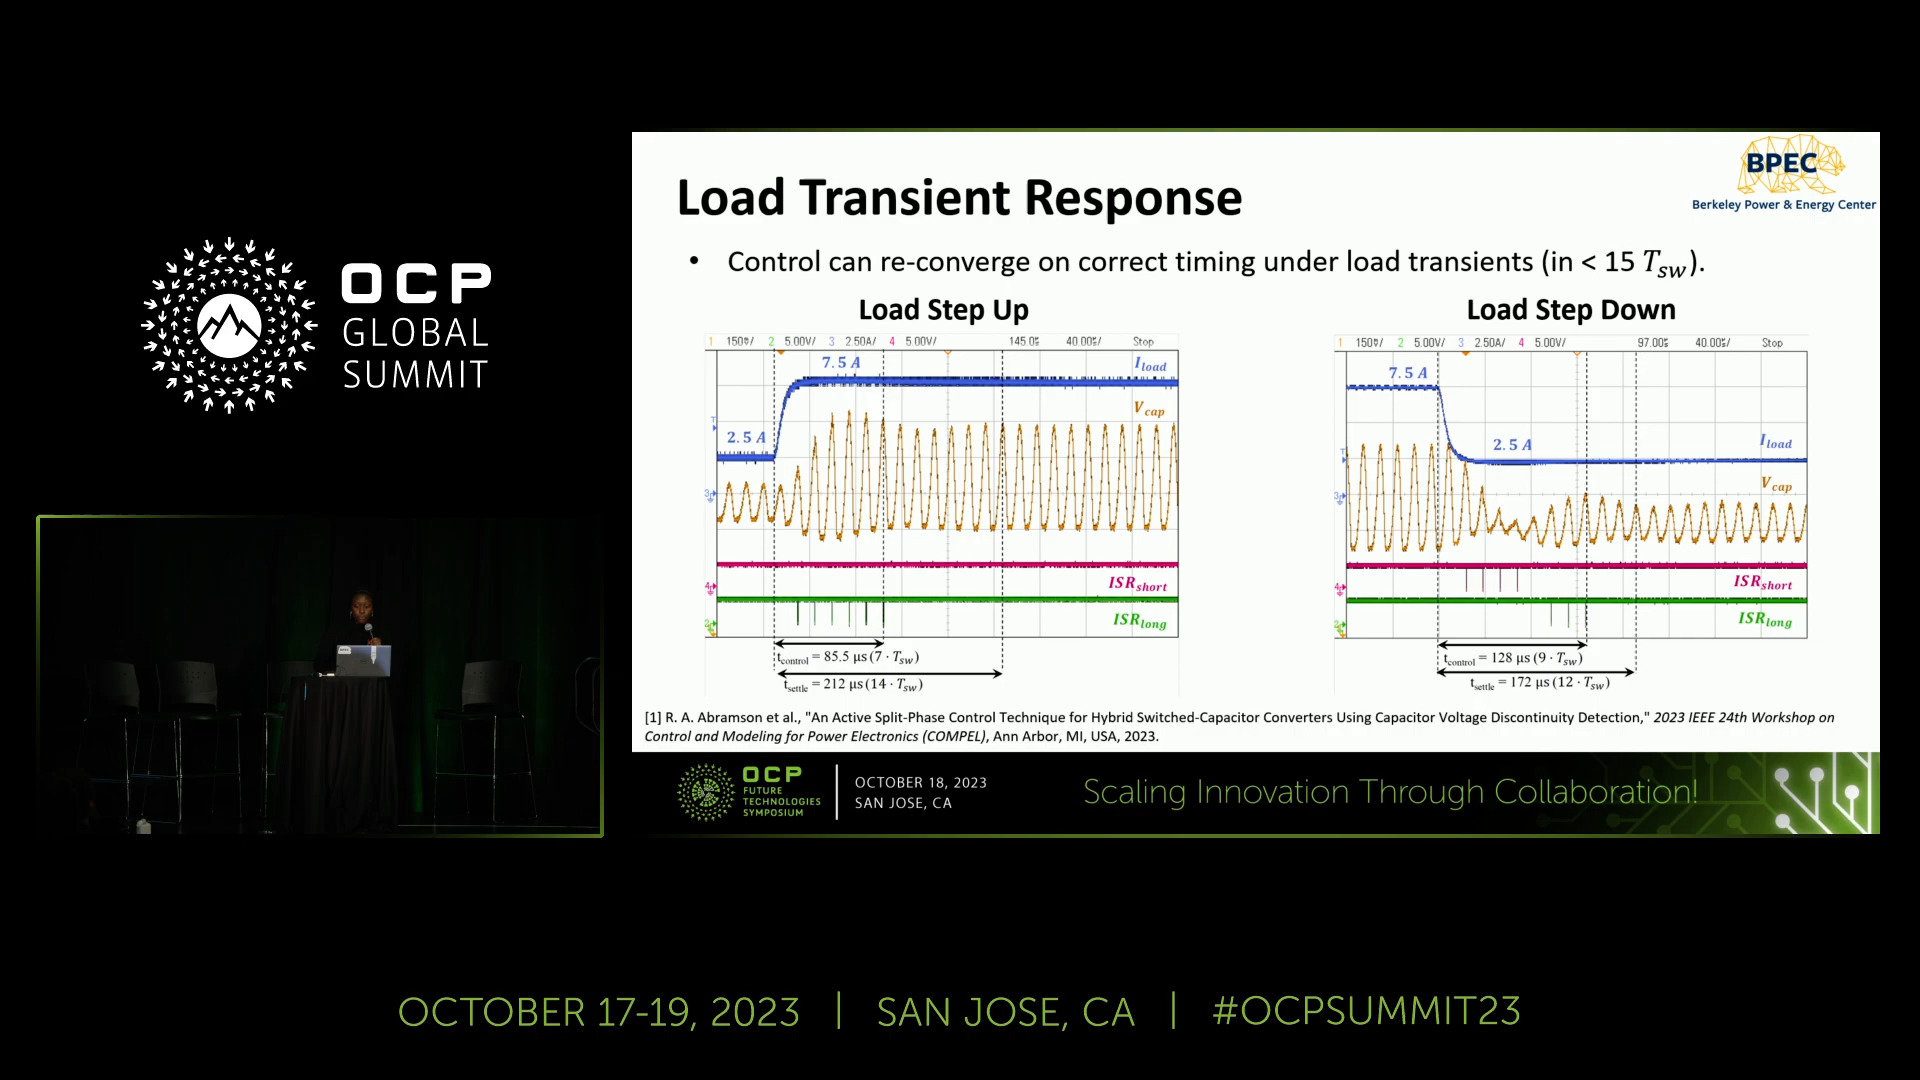 OCP
GLOBAL
SUMMIT
BPEC
Berkeley Power & Energy Center
Load Transient Response
• Control can re-converge on correct timing under load transients (in < 15 T_sw).
Load Step Up
1 150▽/ 2 5.00V/ 3 2.50A/ 4 5.00V/ 145.0s 40.00s/ Stop
7.5 A
I_load
V_cap
2.5 A
ISR_short
ISR_long
t_control = 85.5 μs (7 · T_sw)
t_settle = 212 μs (14 · T_sw)
Load Step Down
1 150▽/ 2 5.00V/ 3 2.50A/ 4 5.00V/ 97.00s 40.00s/ Stop
7.5 A
2.5 A
I_load
V_cap
ISR_short
ISR_long
t_control = 128 μs (9 · T_sw)
t_settle = 172 μs (12 · T_sw)
[1] R. A. Abramson et al., "An Active Split-Phase Control Technique for Hybrid Switched-Capacitor Converters Using Capacitor Voltage Discontinuity Detection," 2023 IEEE 24th Workshop on
Control and Modeling for Power Electronics (COMPEL), Ann Arbor, MI, USA, 2023.
OCP
FUTURE
TECHNOLOGIES
SYMPOSIUM
OCTOBER 18, 2023
SAN JOSE, CA
Scaling Innovation Through Collaboration!
OCTOBER 17-19, 2023 | SAN JOSE, CA | #OCPSUMMIT23